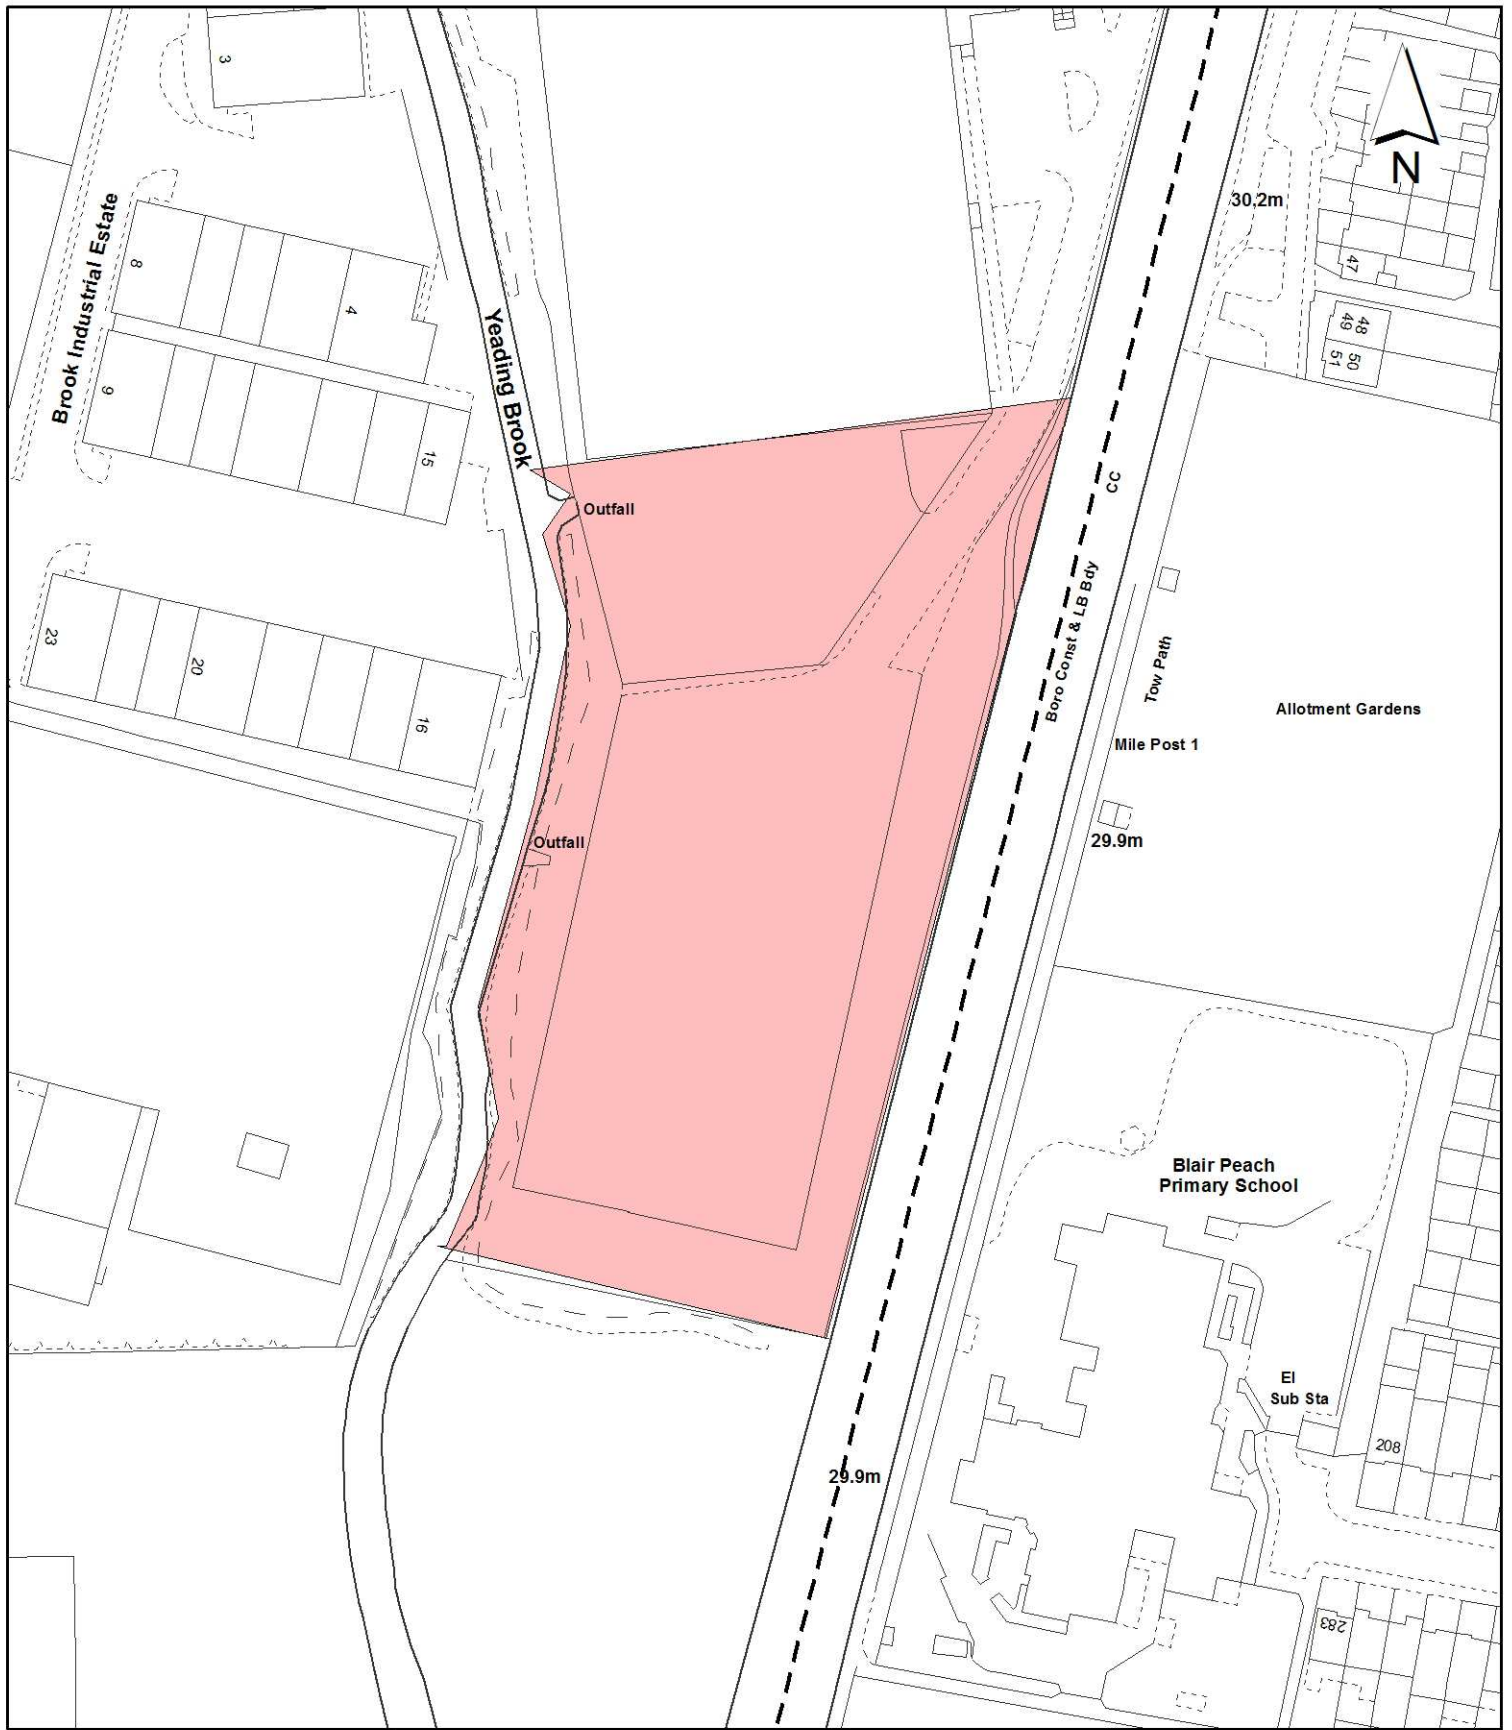 3
N
30.2m
Brook Industrial Estate
8
4
47
48
49
50
51
Yeading Brook
9
15
CC
Outfall
Boro Const & LB Bdy
23
20
16
Tow Path
Allotment Gardens
Mile Post 1
29.9m
Outfall
Blair Peach
Primary School
El
Sub Sta
208
29.9m
283